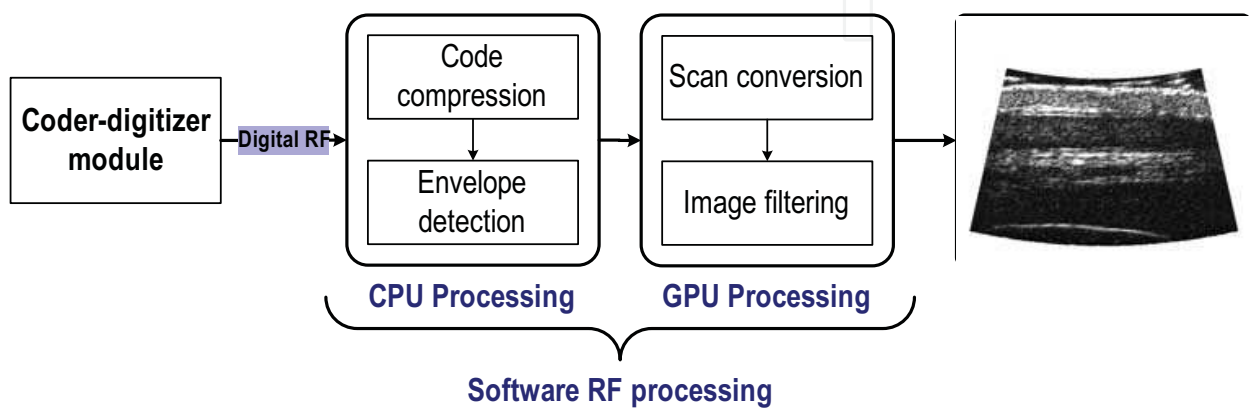 Coder-digitizer
module
Digital RF
Code
compression
Envelope
detection
CPU Processing
Scan conversion
Image filtering
GPU Processing
Software RF processing